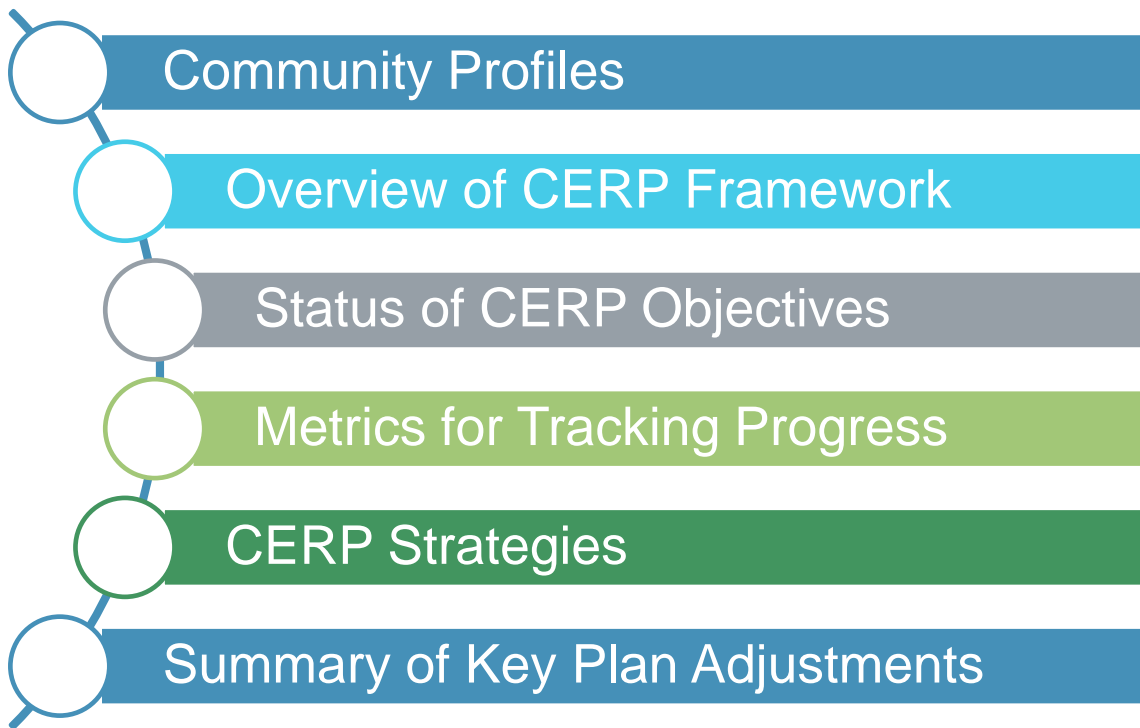 Community Profiles
Overview of CERP Framework
Status of CERP Objectives
Metrics for Tracking Progress
CERP Strategies
Summary of Key Plan Adjustments